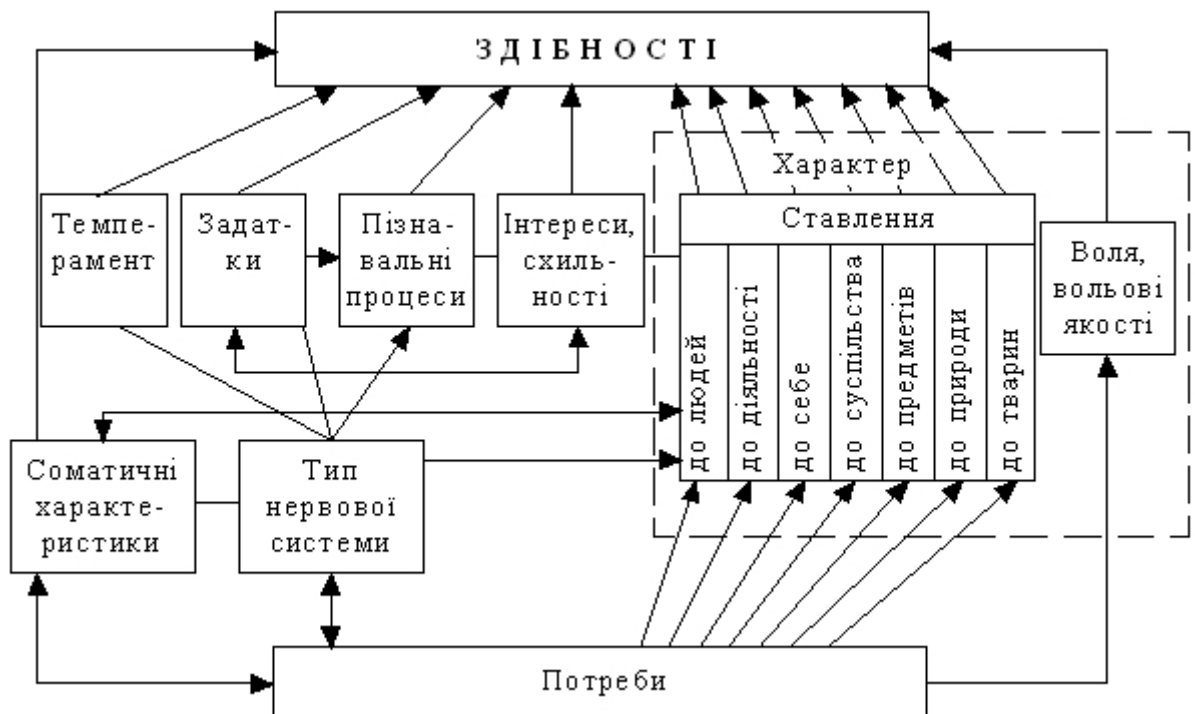 ЗДІБНОСТІ
Характер
Темпе-
рамент
Задат-
ки
Пізна-
вальні
процеси
Інтереси,
схиль-
ності
Ставлення
до людей
до діяльності
до себе
до суспільства
до предметів
до природи
до тварин
Воля,
вольові
якості
Соматичні
характе-
ристики
Тип
нервової
системи
Потреби